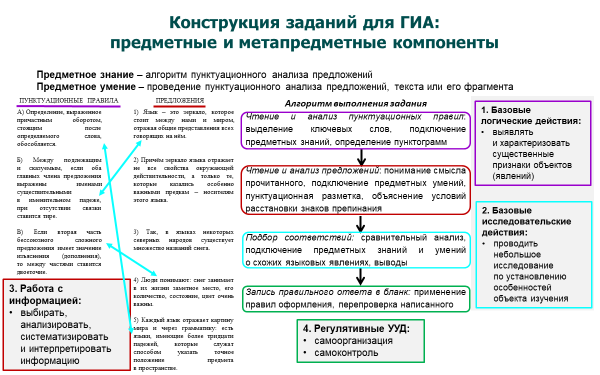 Конструкция заданий для ГИА:
предметные и метапредметные компоненты
Предметное знание – алгоритм пунктуационного анализа предложений
Предметное умение – проведение пунктуационного анализа предложений, текста или его фрагмента
ПУНКТУАЦИОННЫЕ ПРАВИЛА
А) Определение, выраженное
причастным оборотом,
стоящим после
определяемого слова,
обособляется.
Б) Между подлежащим
и сказуемым, если оба
главных члена предложения
выражены именами
существительными
в именительном падеже,
при отсутствии связки
ставится тире.
В) Если вторая часть
бессоюзного сложного
предложения имеет значение
изъяснения (дополнения),
то между частями ставится
двоеточие.
ПРЕДЛОЖЕНИЯ
1) Язык – это зеркало, которое
стоит между нами и миром,
отражая общие представления всех
говорящих на нём.
2) Причём зеркало языка отражает
не все свойства окружающей
действительности, а только те,
которые казались особенно
важными предкам – носителям
этого языка.
3) Так, в языках некоторых
северных народов существует
множество названий снега.
4) Люди понимают: снег занимает
в их жизни заметное место, его
количество, состояние, цвет очень
важны.
5) Каждый язык отражает картину
мира и через грамматику: есть
языки, имеющие более тридцати
падежей, которые служат
способом указать точное
положение предмета
в пространстве.
Алгоритм выполнения задания
Чтение и анализ пунктуационных правил:
выделение ключевых слов, подключение
предметных знаний, определение пунктограмм
Чтение и анализ предложений: понимание смысла
прочитанного, подключение предметных умений,
пунктуационная разметка, объяснение условий
расстановки знаков препинания
Подбор соответствий: сравнительный анализ,
подключение предметных знаний и умений
о схожих языковых явлениях, выводы
Запись правильного ответа в бланк: применение
правил оформления, перепроверка написанного
1. Базовые
логические действия:
• выявлять
и характеризовать
существенные
признаки объектов
(явлений)
2. Базовые
исследовательские
действия:
• проводить
небольшое
исследование
по установлению
особенностей
объекта изучения
3. Работа с
информацией:
• выбирать,
анализировать,
систематизировать
и интерпретировать
информацию
4. Регулятивные УУД:
• самоорганизация
• самоконтроль